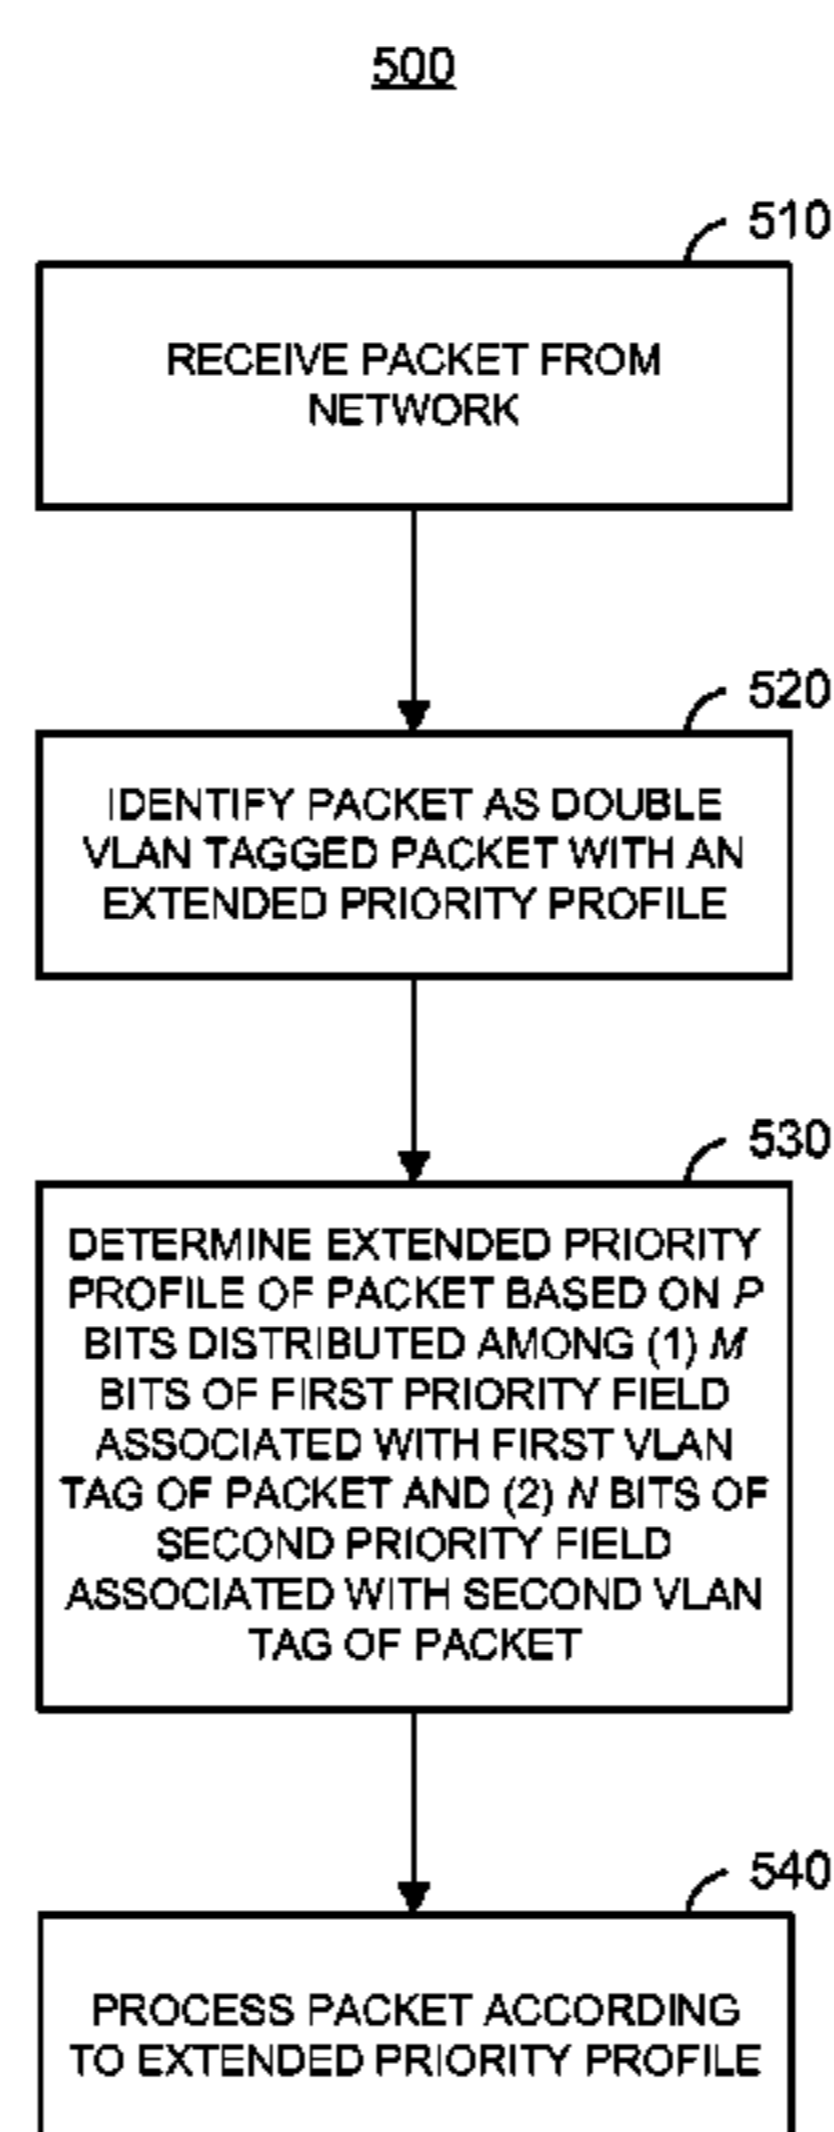 500
510
RECEIVE PACKET FROM
NETWORK
520
IDENTIFY PACKET AS DOUBLE
VLAN TAGGED PACKET WITH AN
EXTENDED PRIORITY PROFILE
530
DETERMINE EXTENDED PRIORITY
PROFILE OF PACKET BASED ON P
BITS DISTRIBUTED AMONG (1) M
BITS OF FIRST PRIORITY FIELD
ASSOCIATED WITH FIRST VLAN
TAG OF PACKET AND (2) N BITS OF
SECOND PRIORITY FIELD
ASSOCIATED WITH SECOND VLAN
TAG OF PACKET
540
PROCESS PACKET ACCORDING
TO EXTENDED PRIORITY PROFILE